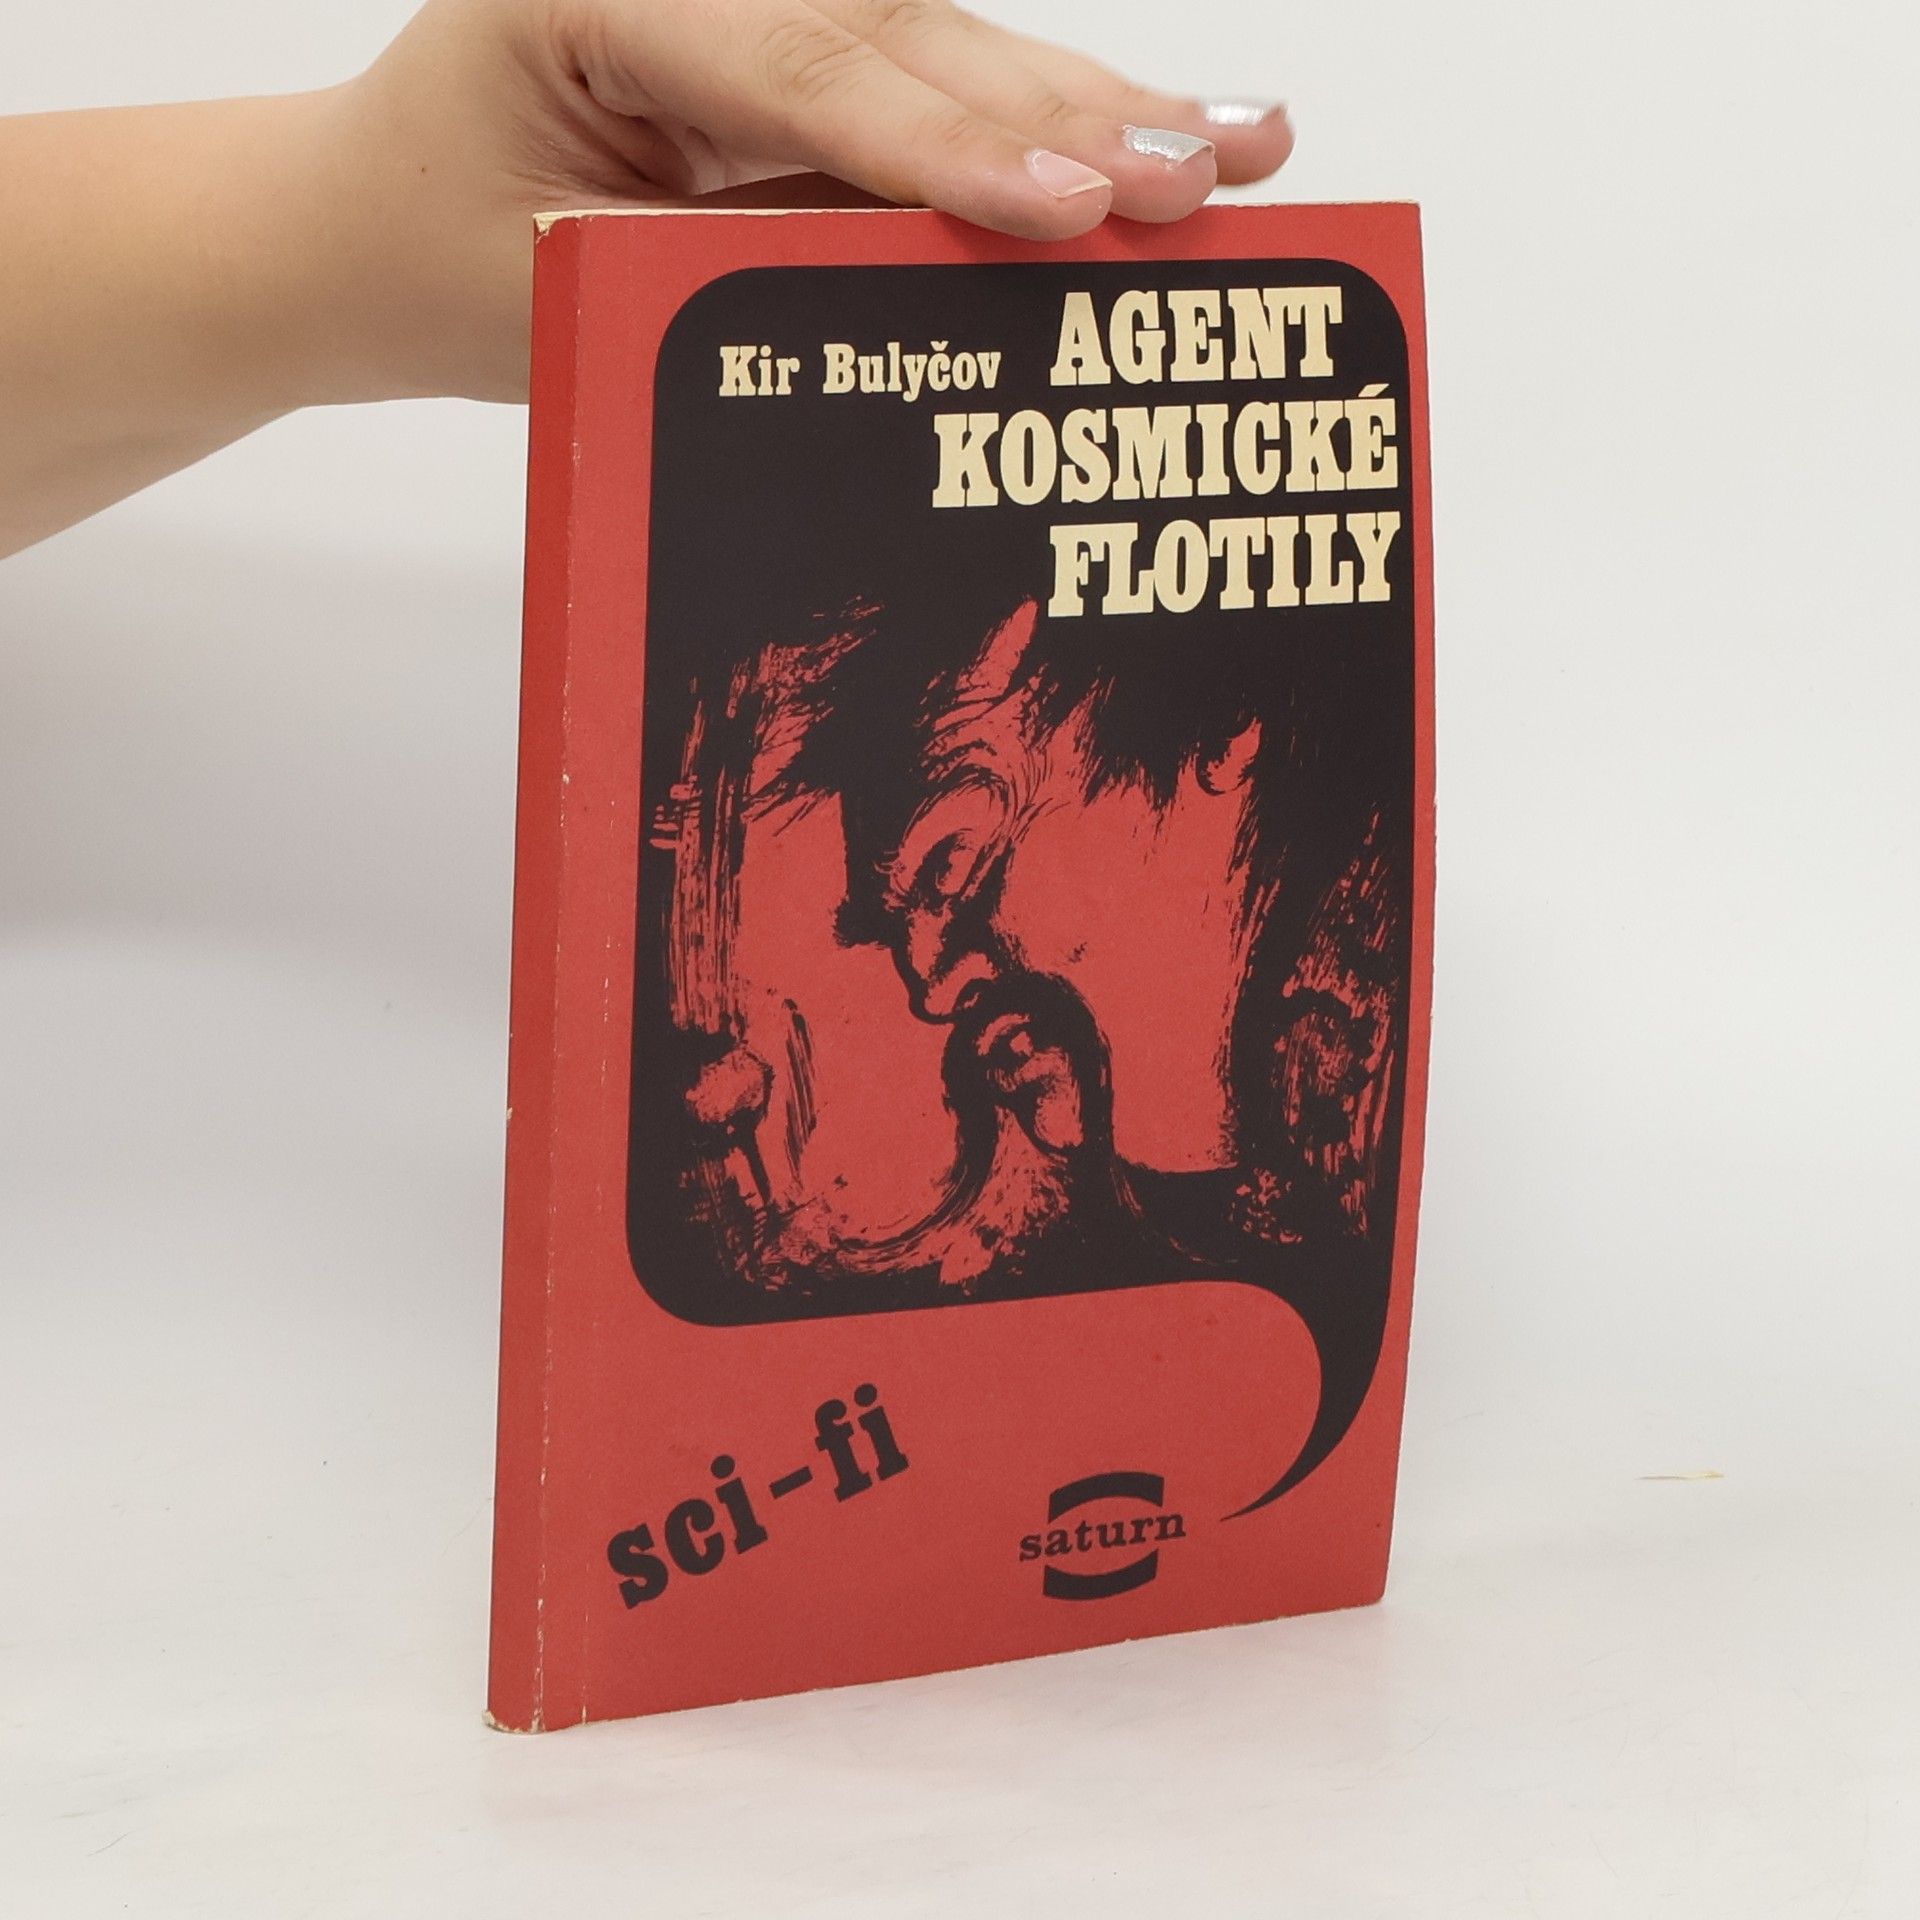 Kir Bulyčov
AGENT
KOSMICKÉ
FLOTILY
sci-fi
saturn